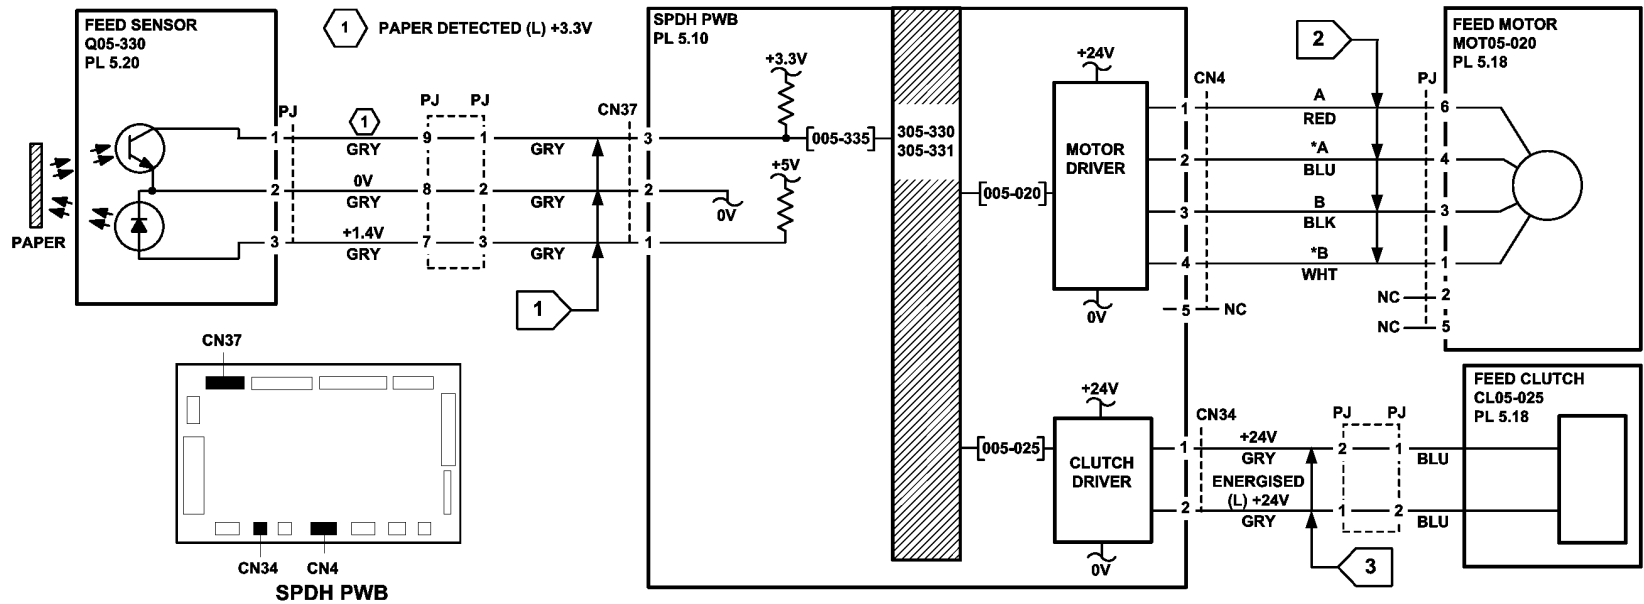 FEED SENSOR
Q05-330
PL 5.20
1 PAPER DETECTED (L) +3.3V
PJ
1
1
GRY
PJ PJ
9 1
GRY
CN37
3
0V
2
GRY
8 2
GRY
2
+1.4V
3
GRY
7 3
GRY
1
PAPER
1
SPDH PWB
PL 5.10
+3.3V
[005-335]
+5V
0V
305-330
305-331
[005-020]
+24V
MOTOR
DRIVER
0V
CN4
1
2
3
4
5 NC
2
A
RED
*A
BLU
B
BLK
*B
WHT
PJ
6
4
3
1
NC 2
NC 5
FEED MOTOR
MOT05-020
PL 5.18
[005-025]
+24V
CLUTCH
DRIVER
0V
CN34
1
+24V
GRY
ENERGISED
(L) +24V
2
GRY
PJ PJ
2 1
BLU
1 2
BLU
3
FEED CLUTCH
CL05-025
PL 5.18
CN37
CN34 CN4
SPDH PWB